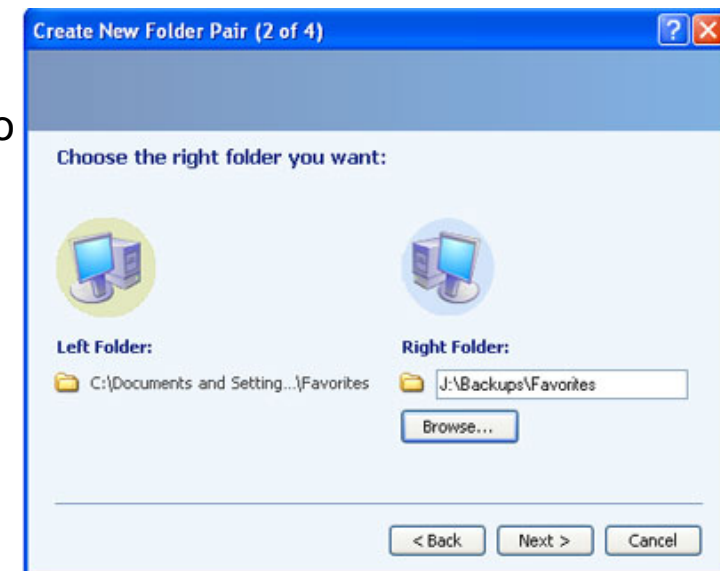 Create New Folder Pair (2 of 4)
o
Choose the right folder you want:
Left Folder:
C:\Documents and Setting...\Favorites
Right Folder:
J:\Backups\Favorites
Browse...
< Back Next > Cancel